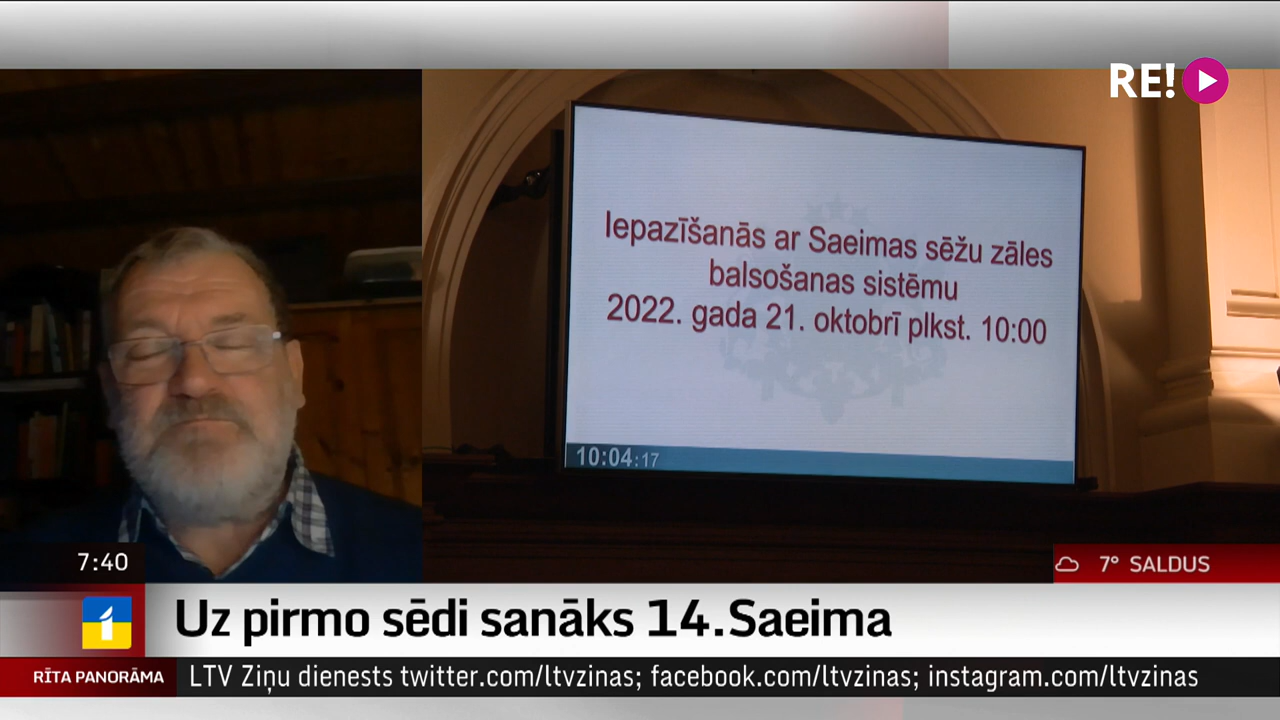 RE!
Iepazīšanās ar Saeimas sēžu zāles
balsošanas sistēmu
2022. gada 21. oktobrī plkst. 10:00
10:04:17
7:40
7° SALDUS
1
Uz pirmo sēdi sanāks 14.Saeima
RĪTA PANORĀMA
LTV Ziņu dienests twitter.com/ltvzinas; facebook.com/ltvzinas; instagram.com/ltvzinas